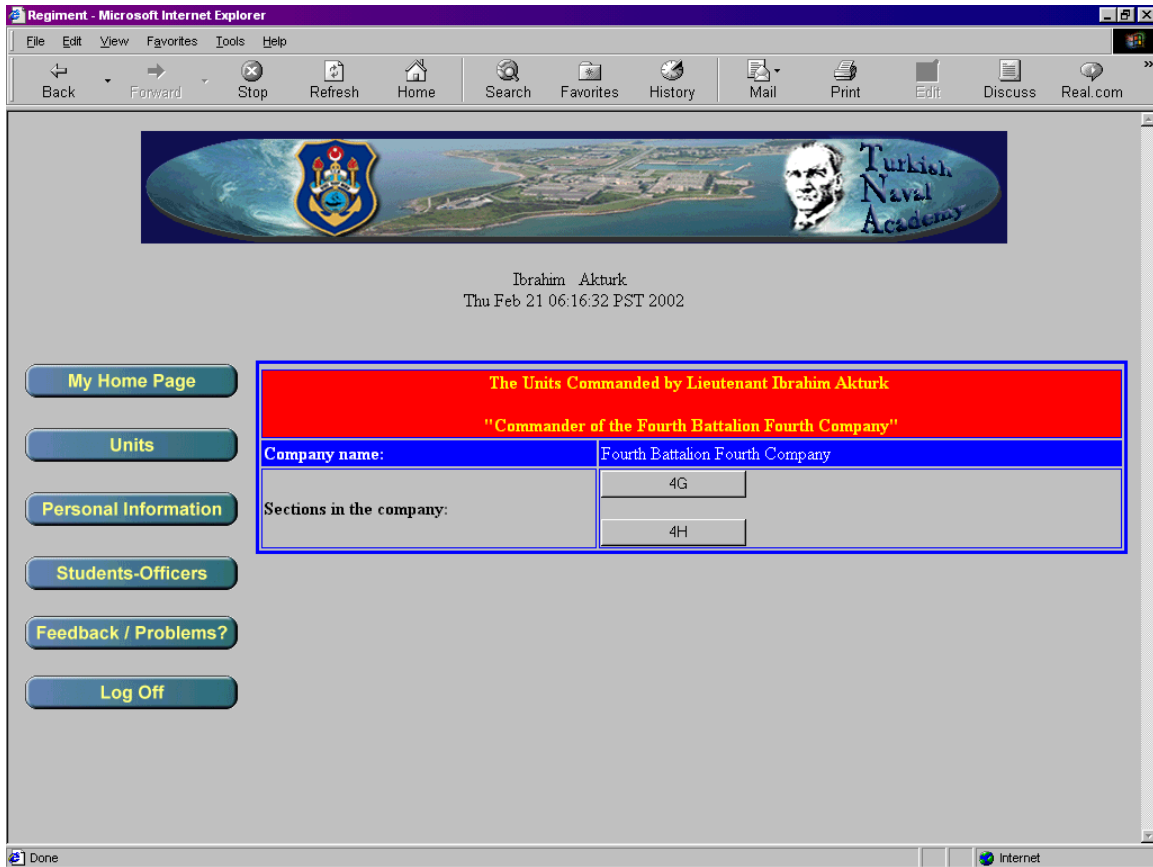 Regiment - Microsoft Internet Explorer
File Edit View Favorites Tools Help
Back Forward Stop Refresh Home Search Favorites History Mail Print Edit Discuss Real.com »
Turkish
Naval
Academy
Ibrahim Akturk
Thu Feb 21 06:16:32 PST 2002
My Home Page
Units
Personal Information
Students-Officers
Feedback / Problems?
Log Off
The Units Commanded by Lieutenant Ibrahim Akturk
"Commander of the Fourth Battalion Fourth Company"
Company name: Fourth Battalion Fourth Company
Sections in the company:
4G
4H
Done Internet